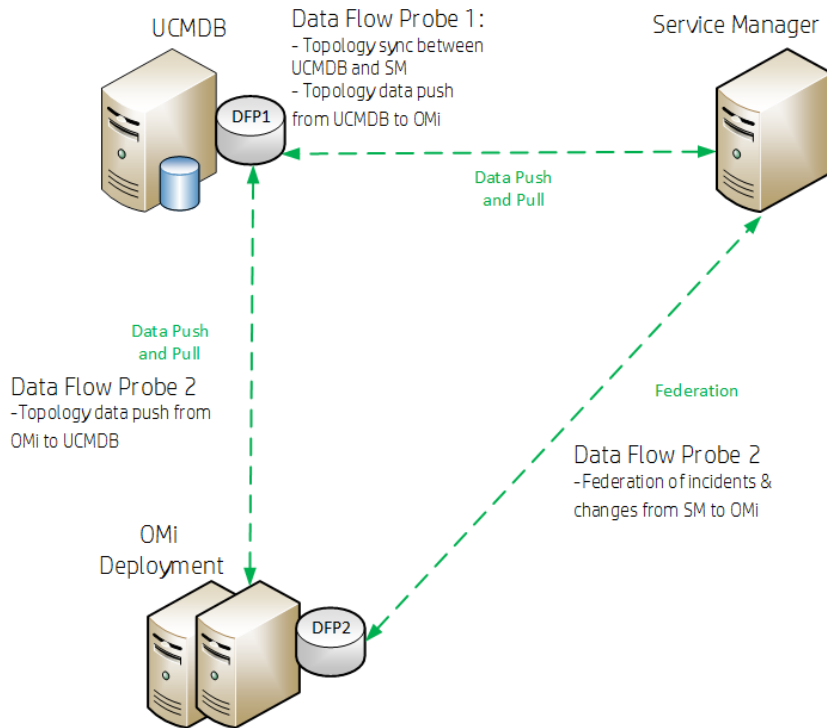 UCMDB
Data Flow Probe 1:
- Topology sync between
UCMDB and SM
- Topology data push
from UCMDB to OMi
Service Manager
DFP1
Data Push
and Pull
Data Push
and Pull
Data Flow Probe 2
-Topology data push from
OMi to UCMDB
Federation
Data Flow Probe 2
-Federation of incidents &
changes from SM to OMi
OMi
Deployment
DFP2